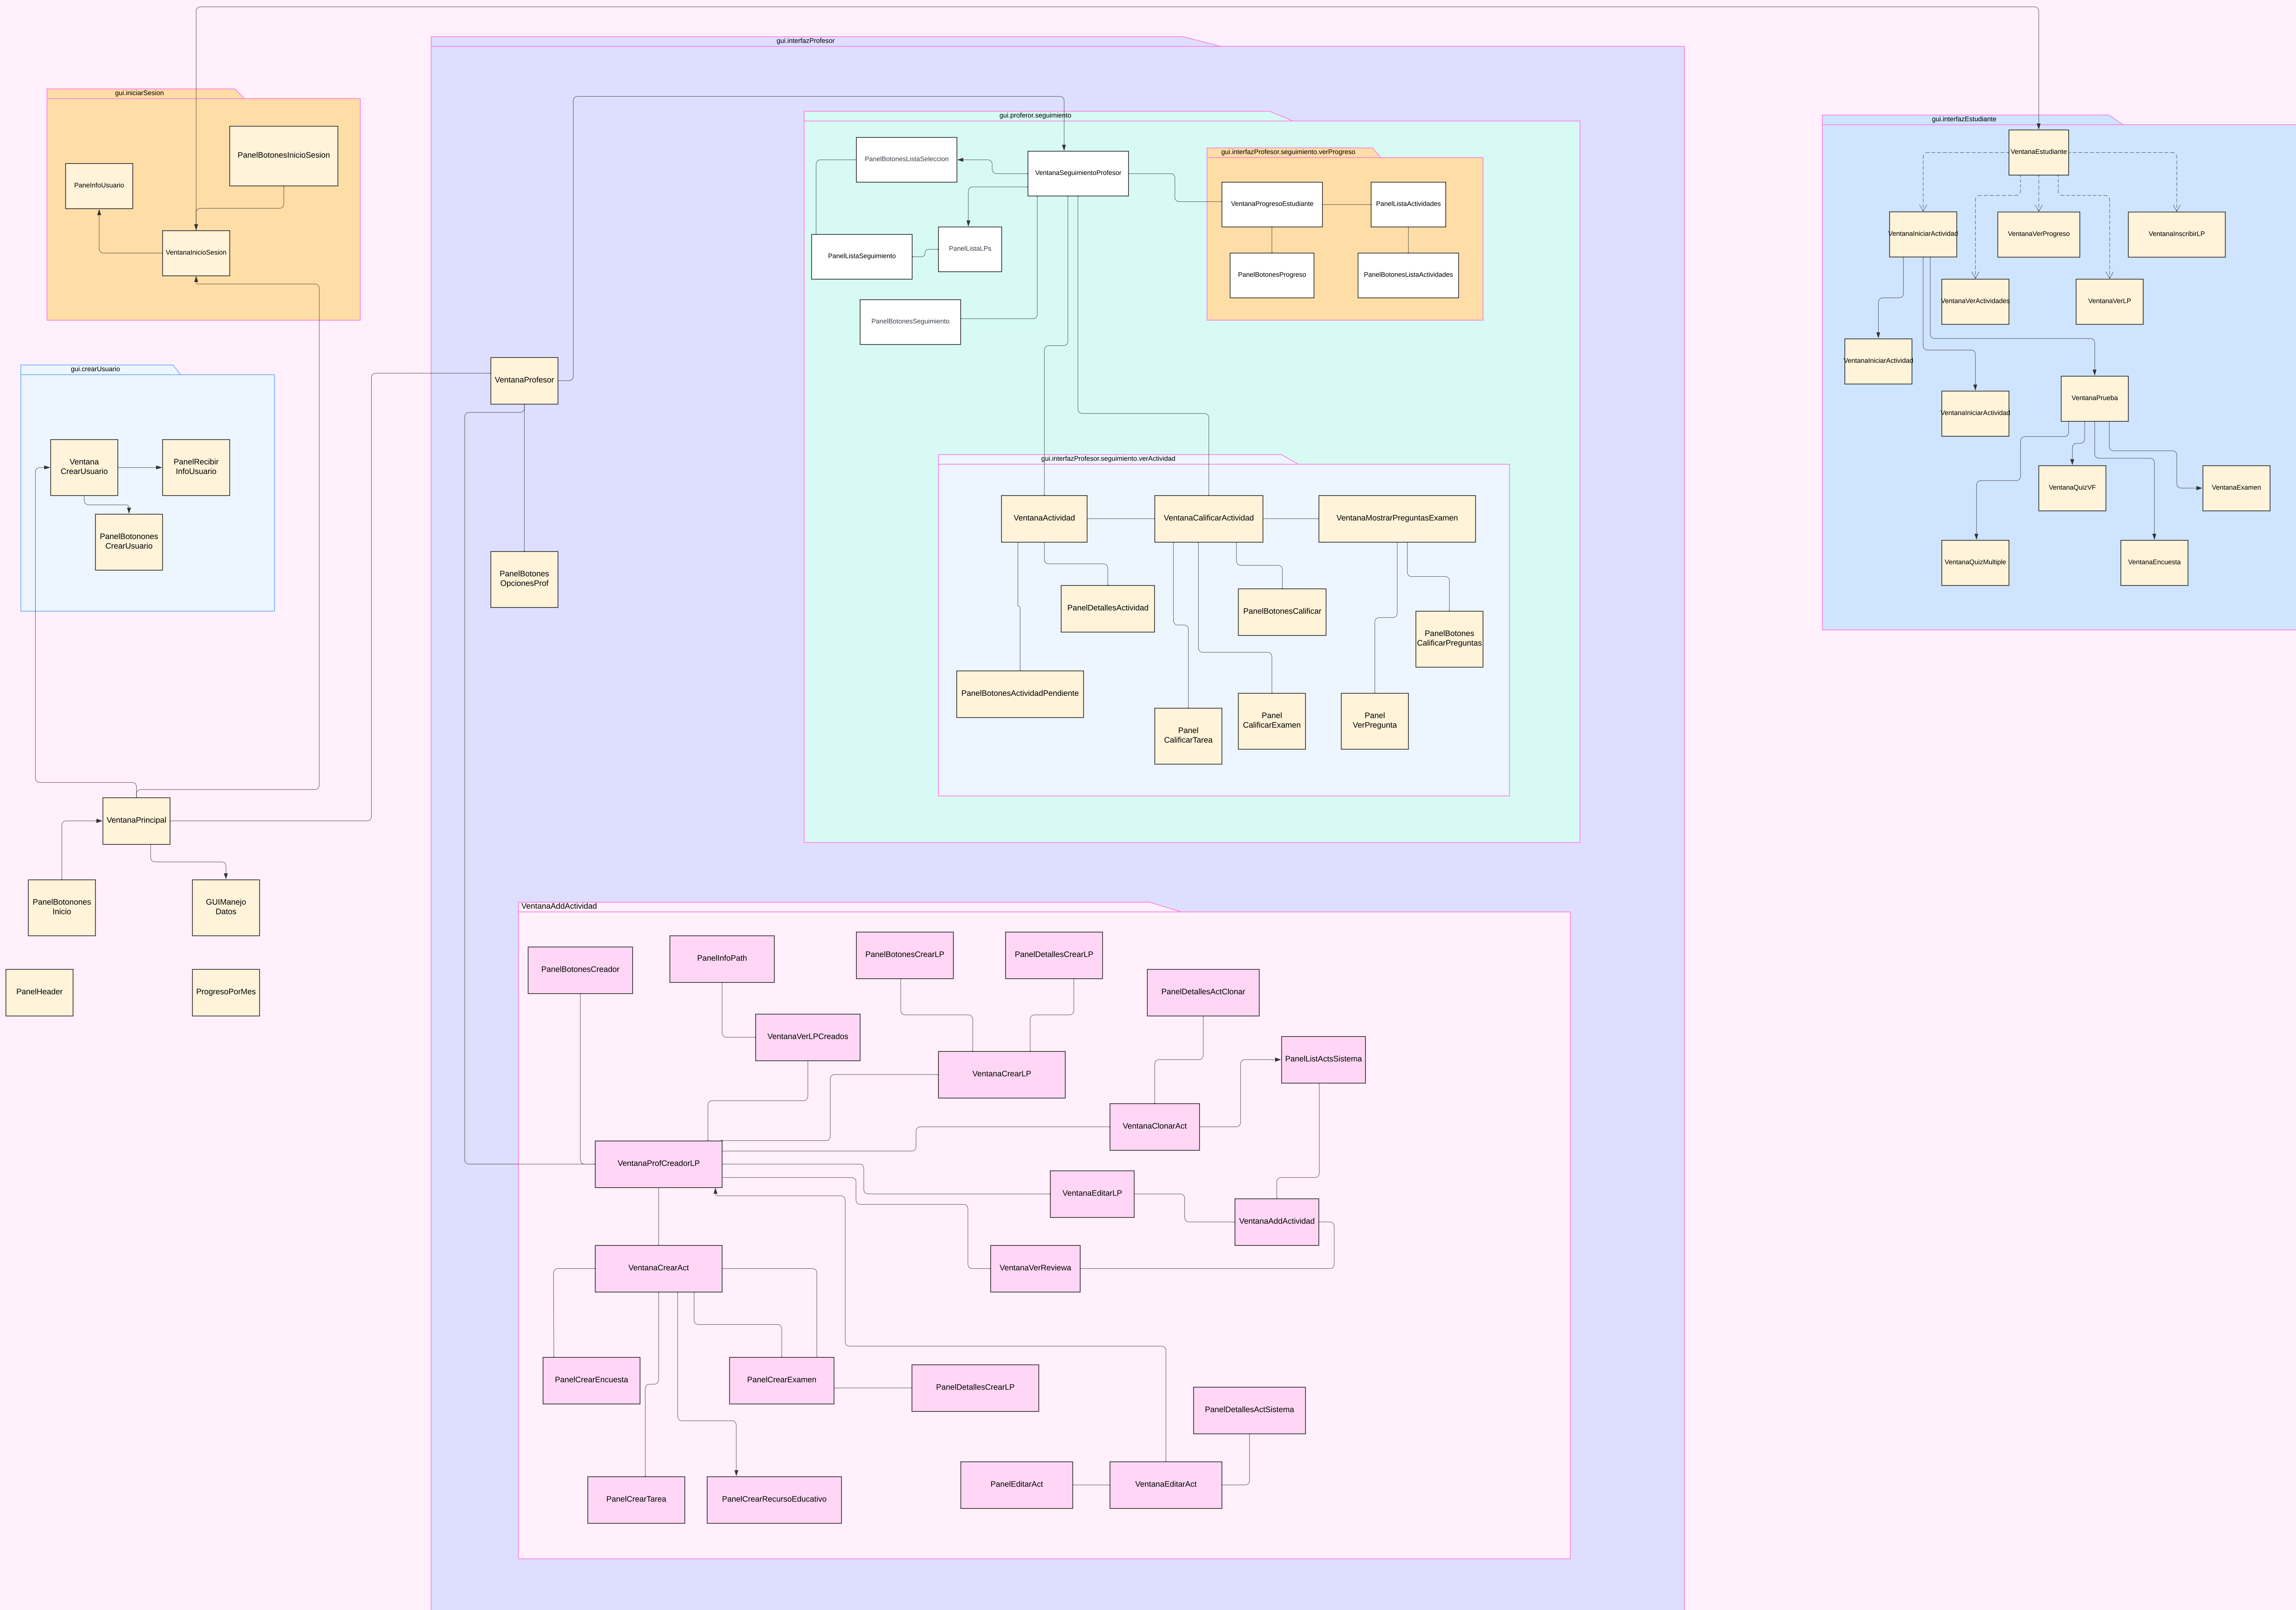 gui.iniciarSesion
PanelBotonesInicioSesion
PaneInfoUsuario
VentanaInicioSesion
gui.crearUsuario
Ventana
CrearUsuario
PanelRecibir
InfoUsuario
PanelBotonones
CrearUsuario
VentanaPrincipal
PanelBotonones
Inicio
GUIManejo
Datos
PanelHeader
ProgresoPorMes
gui.interfazProfesor
VentanaProfesor
PanelBotones
OpcionesProf
gui.proferor.seguimiento
PanelBotonesListaSeleccion
VentanaSeguimientoProfesor
PanelListaSeguimiento
PanelListaLPs
PanelBotonesSeguimiento
gui.interfazProfesor.seguimiento.verProgreso
VentanaProgresoEstudiante
PanelListaActividades
PanelBotonesProgreso
PanelBotonesListaActividades
gui.interfazProfesor.seguimiento.verActividad
VentanaActividad
VentanaCalificarActividad
VentanaMostrarPreguntasExamen
PanelDetallesActividad
PanelBotonesCalificar
PanelBotones
CalificarPreguntas
PanelBotonesActividadPendiente
Panel
CalificarTarea
Panel
CalificarExamen
Panel
VerPregunta
VentanaAddActividad
PanelBotonesCreador
PanelInfoPath
PanelBotonesCrearLP
PanelDetallesCrearLP
PanelDetallesActClonar
VentanaVerLPCreados
VentanaCrearLP
PanelListActsSistema
VentanaClonarAct
VentanaProfCreadorLP
VentanaEditarLP
VentanaAddActividad
VentanaCrearAct
VentanaVerReviewa
PanelCrearEncuesta
PanelCrearExamen
PanelDetallesCrearLP
PanelDetallesActSistema
PanelCrearTarea
PanelCrearRecursoEducativo
PanelEditarAct
VentanaEditarAct
gui.interfazEstudiante
VentanaEstudiante
VentanaIniciarActividad
VentanaVerProgreso
VentanaInscribirLP
VentanaVerActividades
VentanaVerLP
VentanaIniciarActividad
VentanaIniciarActividad
VentanaPrueba
VentanaQuizVF
VentanaExamen
VentanaQuizMultiple
VentanaEncuesta